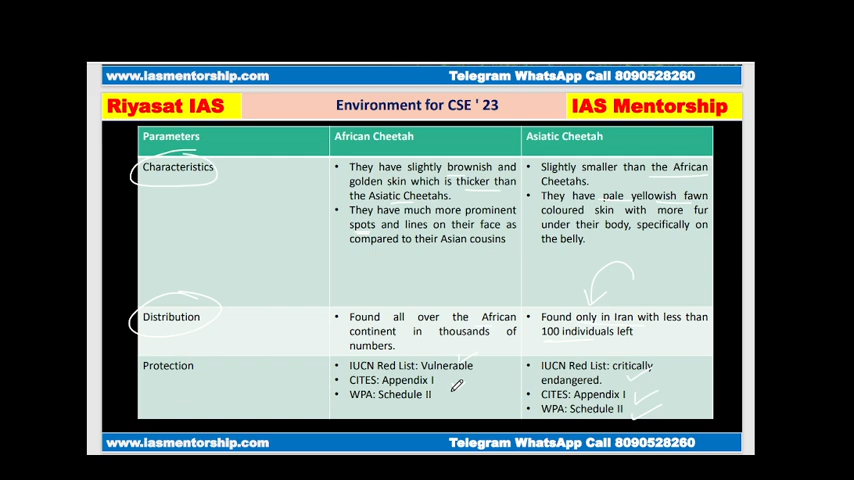 www.iasmentorship.com Telegram WhatsApp Call 8090528260
Riyasat IAS Environment for CSE ' 23 IAS Mentorship
Parameters African Cheetah Asiatic Cheetah
Characteristics
• They have slightly brownish and
golden skin which is thicker than
the Asiatic Cheetahs.
• They have much more prominent
spots and lines on their face as
compared to their Asian cousins
• Slightly smaller than the African
Cheetahs.
• They have pale yellowish fawn
coloured skin with more fur
under their body, specifically on
the belly.
Distribution
• Found all over the African
continent in thousands of
numbers.
• Found only in Iran with less than
100 individuals left
Protection
• IUCN Red List: Vulnerable
• CITES: Appendix I
• WPA: Schedule II
• IUCN Red List: critically
endangered.
• CITES: Appendix I
• WPA: Schedule II
www.iasmentorship.com Telegram WhatsApp Call 8090528260